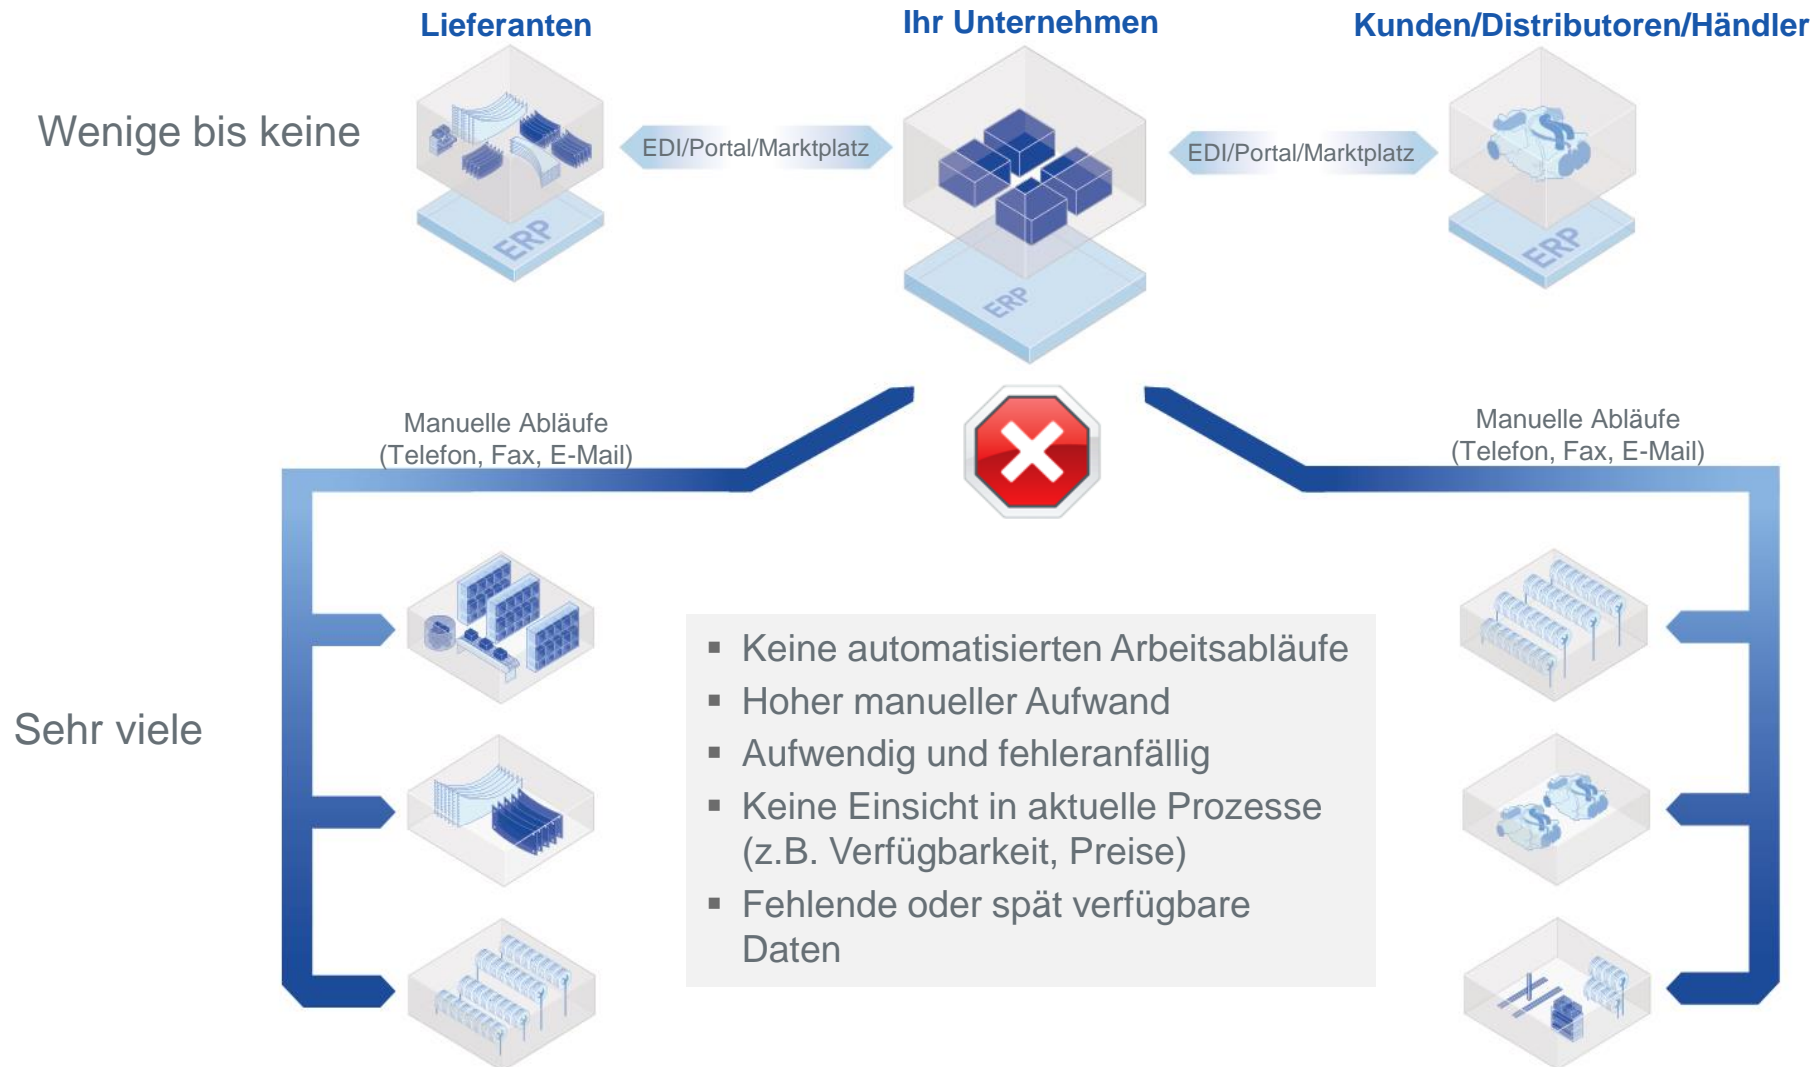 Lieferanten
Ihr Unternehmen
Kunden/Distributoren/Händler
Wenige bis keine
EDI/Portal/Marktplatz
EDI/Portal/Marktplatz
ERP
ERP
ERP
Manuelle Abläufe
(Telefon, Fax, E-Mail)
Manuelle Abläufe
(Telefon, Fax, E-Mail)
Sehr viele
▪ Keine automatisierten Arbeitsabläufe
▪ Hoher manueller Aufwand
▪ Aufwendig und fehleranfällig
▪ Keine Einsicht in aktuelle Prozesse
(z.B. Verfügbarkeit, Preise)
▪ Fehlende oder spät verfügbare
Daten